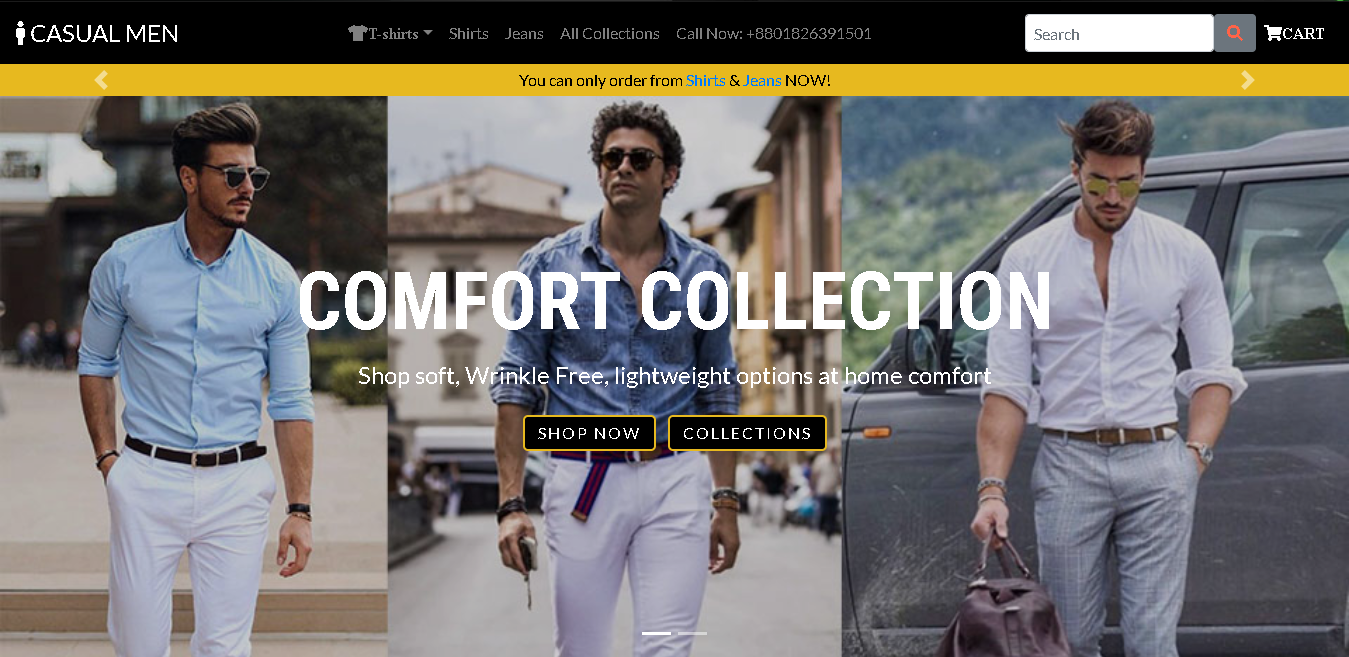 CASUAL MEN
T-shirts
Shirts
Jeans
All Collections
Call Now: +8801826391501
Search
CART
You can only order from Shirts & Jeans NOW!
COMFORT COLLECTION
Shop soft, Wrinkle Free, lightweight options at home comfort
SHOP NOW
COLLECTIONS